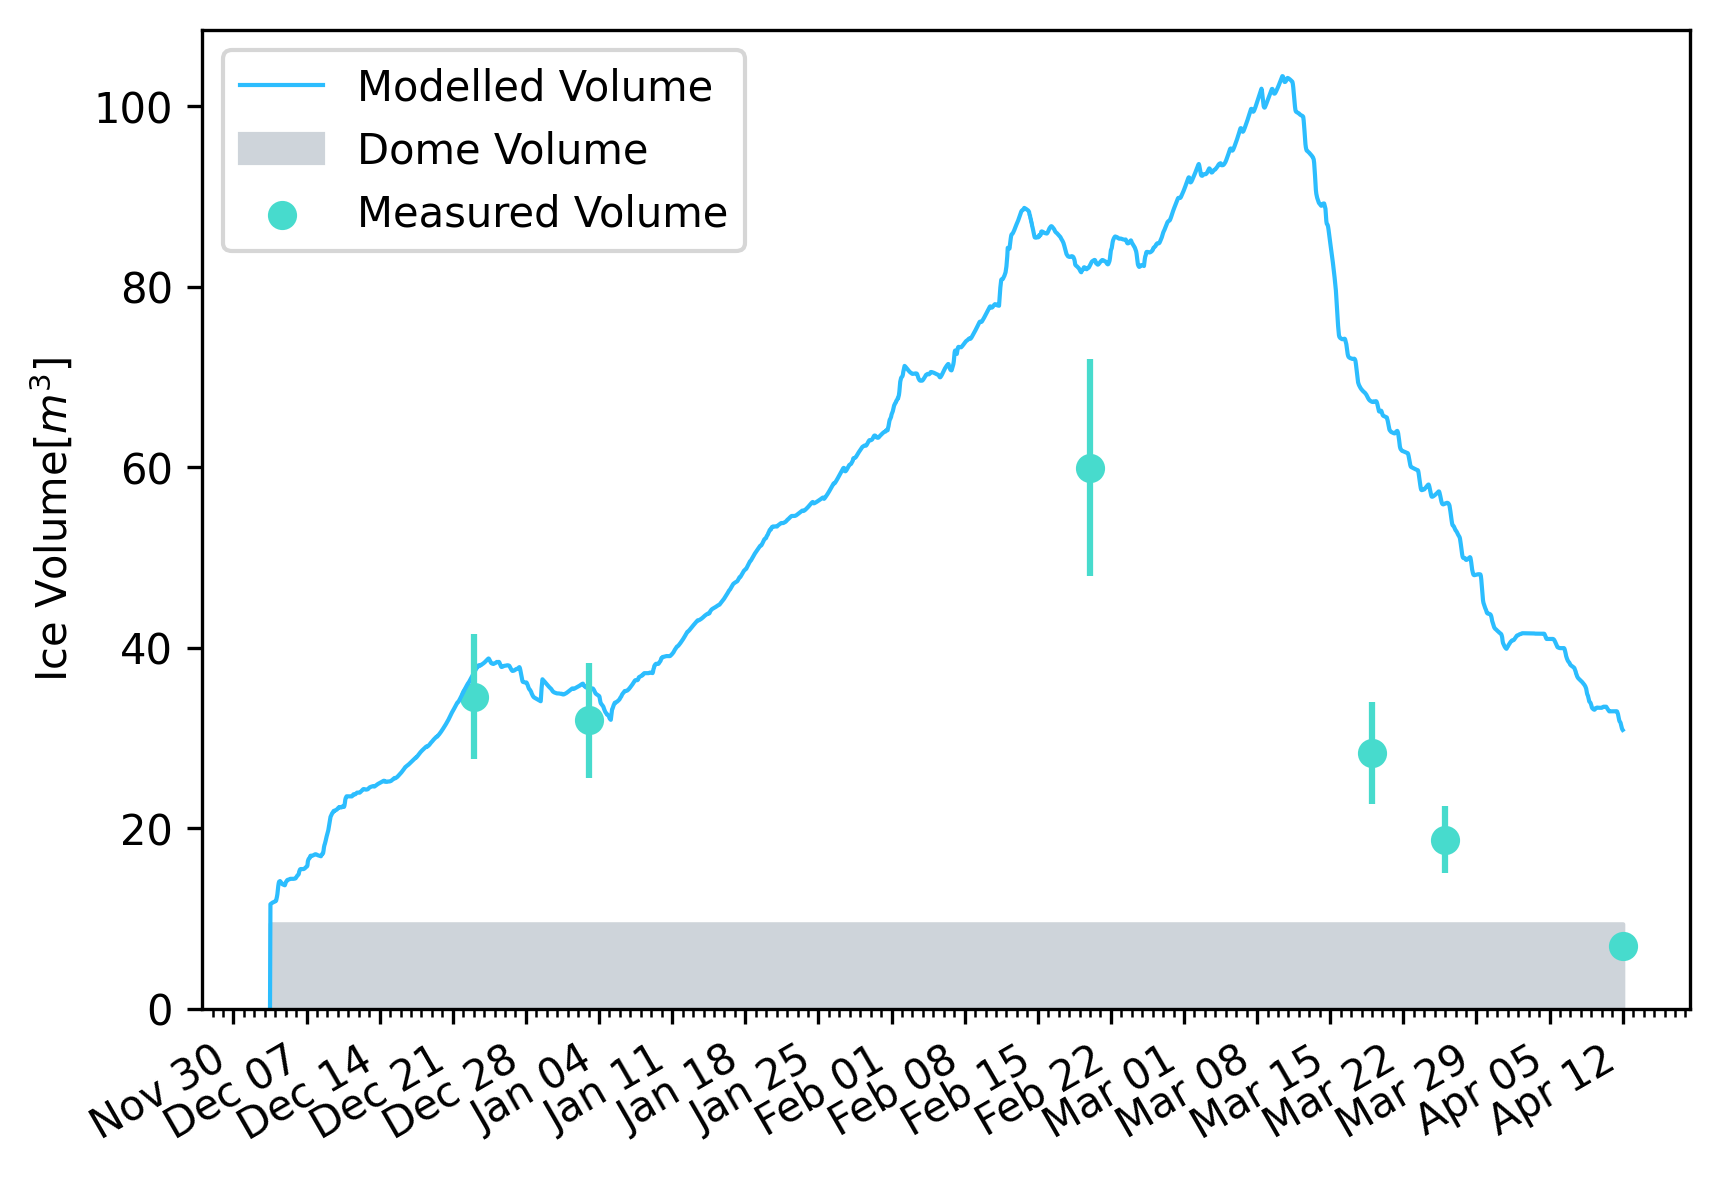 Modelled Volume
Dome Volume
Measured Volume
Ice Volume[m³]
100
80
60
40
20
0
Nov 30
Dec 07
Dec 14
Dec 21
Dec 28
Jan 04
Jan 11
Jan 18
Jan 25
Feb 01
Feb 08
Feb 15
Feb 22
Mar 01
Mar 08
Mar 15
Mar 22
Mar 29
Apr 05
Apr 12